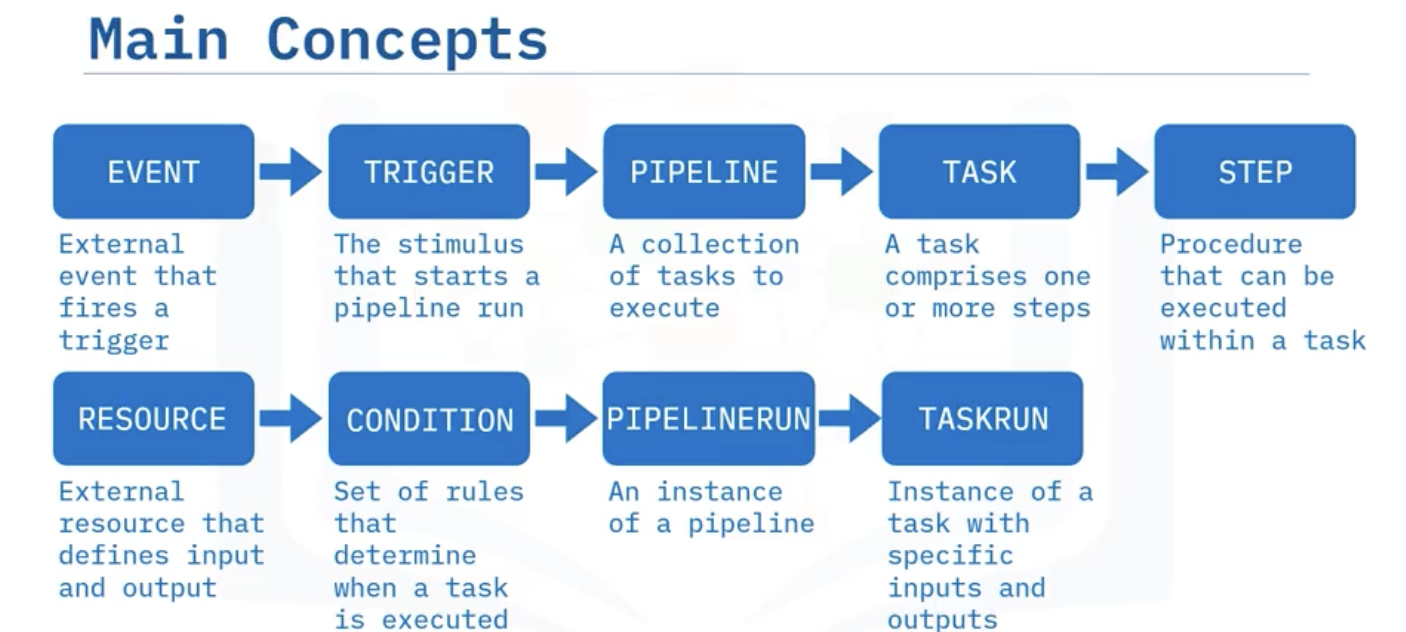 Main Concepts
EVENT
External
event that
fires a
trigger
TRIGGER
The stimulus
that starts a
pipeline run
PIPELINE
A collection
of tasks to
execute
TASK
A task
comprises one
or more steps
STEP
Procedure
that can be
executed
within a task
RESOURCE
External
resource that
defines input
and output
CONDITION
Set of rules
that
determine
when a task
is executed
PIPELINERUN
An instance
of a pipeline
TASKRUN
Instance of a
task with
specific
inputs and
outputs